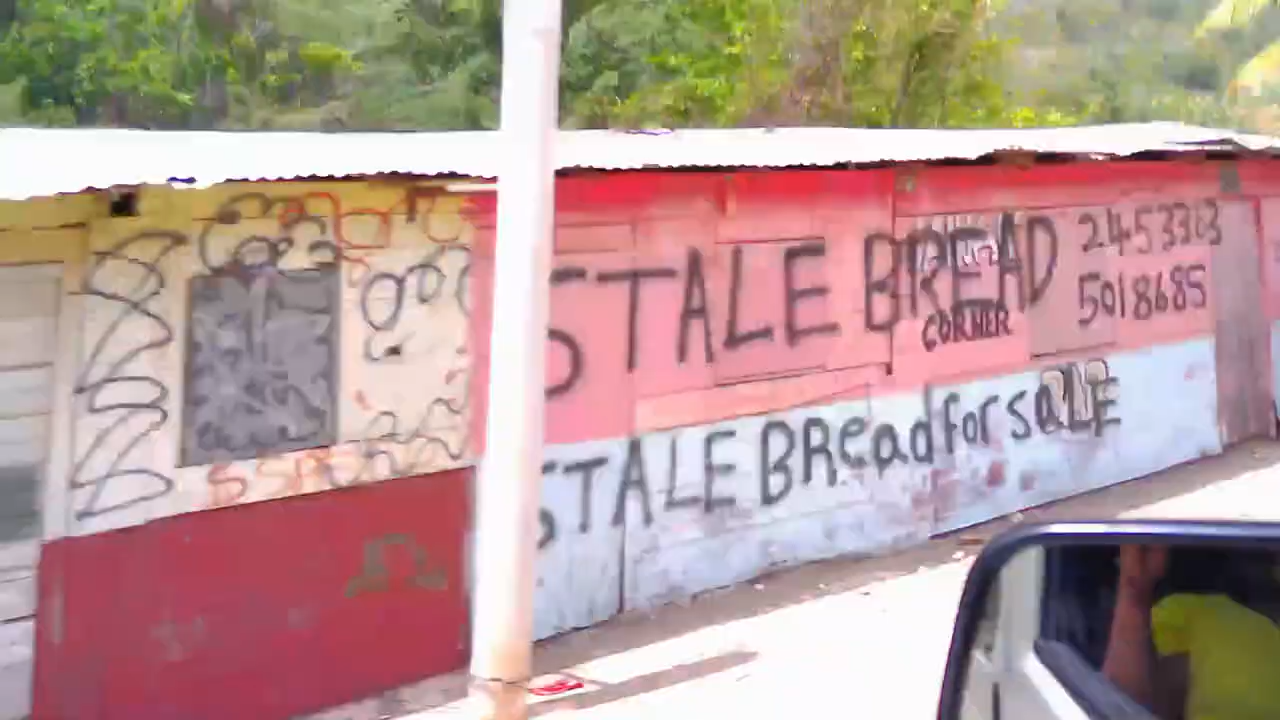 STALE BREAD
CORNER
2453303
5018685
STALE BRead for saLE